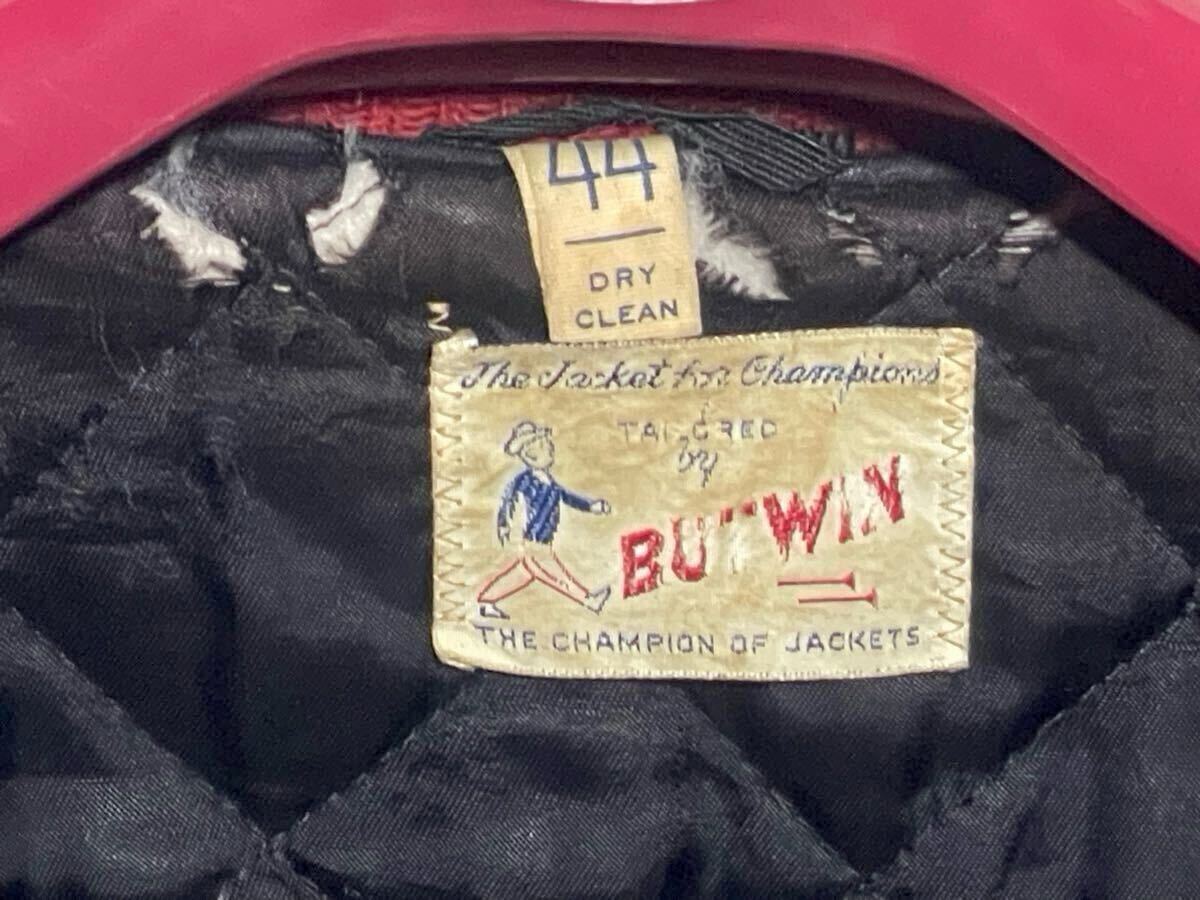 44
DRY
CLEAN
The Jacket for Champions
TAILORED
by
BUTWIN
THE CHAMPION OF JACKETS